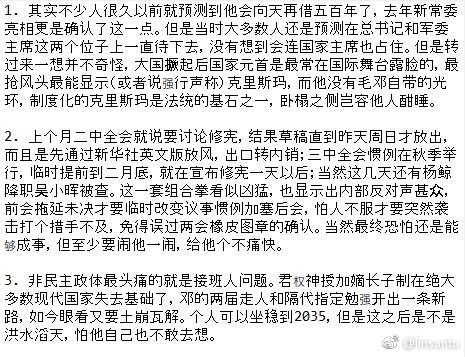 1. 其实不少人很久以前就预测到他会向天再借五百年了，去年新常委
亮相更是确认了这一点。但是当时大多数人还是预测在总书记和军委
主席这两个位子上一直待下去，没有想到会连国家主席也占住。但是转
过来一想并不奇怪，大国撅起后国家元首是最常在国际舞台露脸的，最
抢风头最能显示(或者说强行声称)克里斯玛，而他没有毛邓自带的光
环，制度化的克里斯玛是法统的基石之一，卧榻之侧岂容他人酣睡。
2. 上个月二中全会就说要讨论修宪，结果草稿直到昨天周日才放出，
而且是先通过新华社英文版放风，出口转内销；三中全会惯例在秋季举
行，临时提前到二月底，就在宣布修宪一天以后；当然这几天还有杨鲸
降职吴小晖被查。这一套组合拳看似凶猛，也显示出内部反对声甚众，
前会拖延未决才要临时改变议事惯例加塞后会，怕人不服才要突然袭
击打个措手不及，免得误过两会橡皮图章的确认。当然最终恐怕还是能
够成事，但至少要闹他一闹，给他个不痛快。
3. 非民主政体最头痛的就是接班人问题。君权神授加嫡长子制在绝大
多数现代国家失去基础了，邓的两届走人和隔代指定勉强开出一条新
路，如今眼看又要土崩瓦解。个人可以坐稳到2035，但是这之后是不是
洪水滔天，怕他自己也不敢去想。
@linsantu